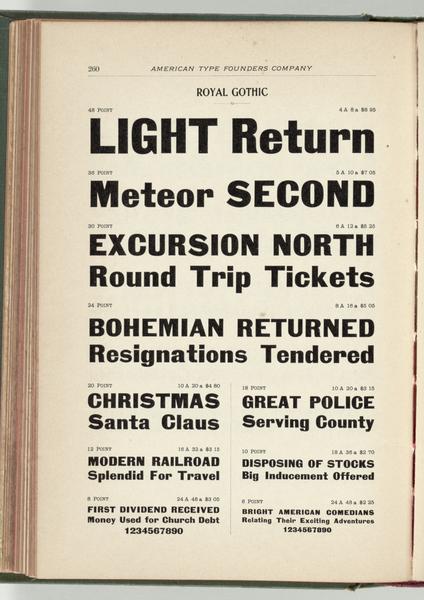 260
AMERICAN TYPE FOUNDERS COMPANY
ROYAL GOTHIC
48 POINT 4 A 8 a $8 95
LIGHT Return
36 POINT 5 A 10 a $7 05
Meteor SECOND
30 POINT 6 A 12 a $5 25
EXCURSION NORTH
Round Trip Tickets
24 POINT 8 A 16 a $5 05
BOHEMIAN RETURNED
Resignations Tendered
20 POINT 10 A 20 a $4 80
CHRISTMAS
Santa Claus
18 POINT 10 A 20 a $3 15
GREAT POLICE
Serving County
12 POINT 16 A 32 a $3 15
MODERN RAILROAD
Splendid For Travel
10 POINT 18 A 36 a $2 70
DISPOSING OF STOCKS
Big Inducement Offered
8 POINT 24 A 48 a $3 05
FIRST DIVIDEND RECEIVED
Money Used for Church Debt
1234567890
6 POINT 24 A 48 a $2 25
BRIGHT AMERICAN COMEDIANS
Relating Their Exciting Adventures
1234567890